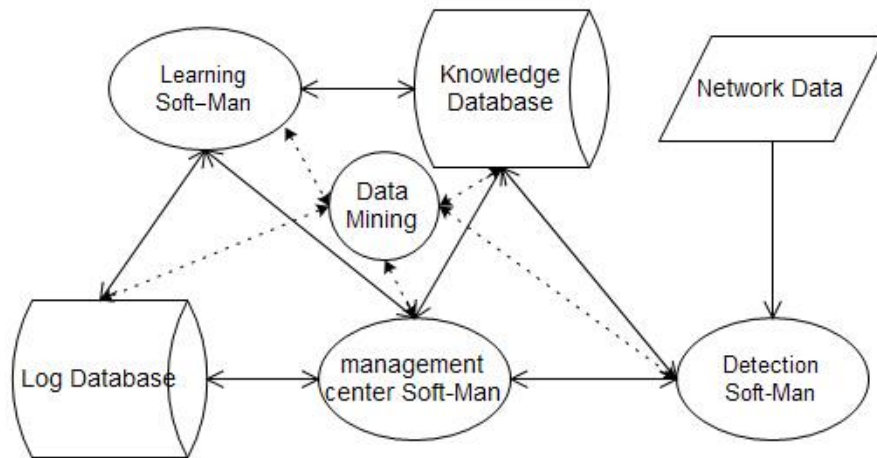 Learning
Soft-Man
Knowledge
Database
Network Data
Data
Mining
Log Database
management
center Soft-Man
Detection
Soft-Man